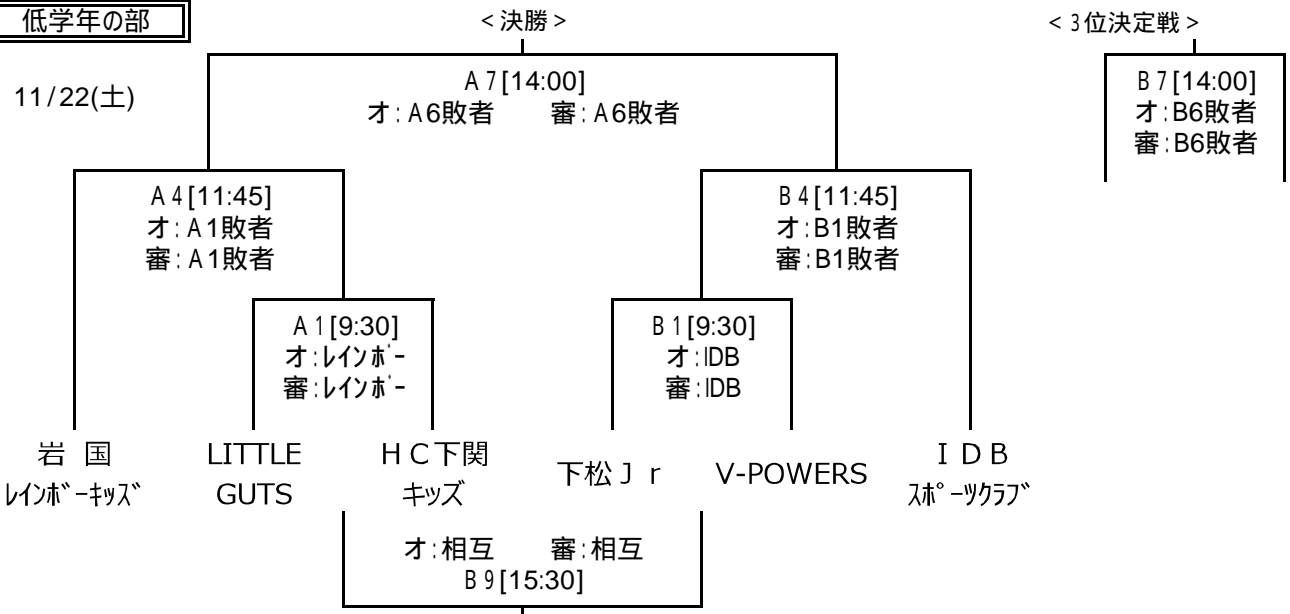 低学年の部
<決勝>
<3位決定戦>
11/22(土)
A7[14:00]
オ:A6敗者 審:A6敗者
B7[14:00]
オ:B6敗者
審:B6敗者
A4[11:45]
オ:A1敗者
審:A1敗者
B4[11:45]
オ:B1敗者
審:B1敗者
A1[9:30]
オ:ﾚｲﾝﾎﾞｰ
審:ﾚｲﾝﾎﾞｰ
B1[9:30]
オ:IDB
審:IDB
岩 国
ﾚｲﾝﾎﾞｰｷｯｽﾞ
LITTLE
GUTS
HC下関
キッズ
下松Jr
V-POWERS
IDB
ｽﾎﾟｰﾂｸﾗﾌﾞ
オ:相互 審:相互
B9[15:30]